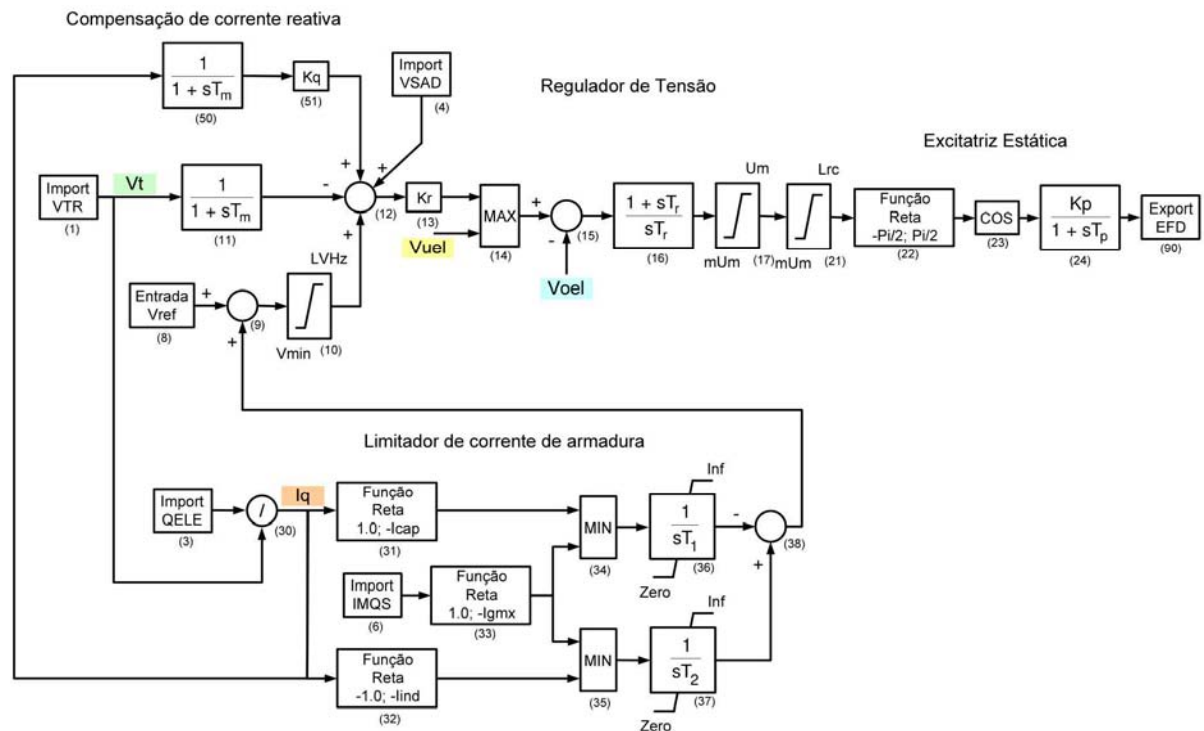 Compensação de corrente reativa
1
1 + sTm
(50)
Kq
(51)
Import
VSAD
(4)
Regulador de Tensão
Excitatriz Estática
Import
VTR
(1)
Vt
1
1 + sTm
(11)
+
+
-
+
(12)
Kr
(13)
Vuel
MAX
(14)
+
-
(15)
Voel
1 + sTr
sTr
(16)
Um
mUm
(17)
Lrc
mUm
(21)
Função
Reta
-Pi/2; Pi/2
(22)
COS
(23)
Kp
1 + sTp
(24)
Export
EFD
(90)
Entrada
Vref
(8)
+
+
(9)
LVHz
Vmin
(10)
Limitador de corrente de armadura
Import
QELE
(3)
/
(30)
Iq
Função
Reta
1.0; -Icap
(31)
Import
IMQS
(6)
Função
Reta
1.0; -Igmx
(33)
Função
Reta
-1.0; -Iind
(32)
MIN
(34)
MIN
(35)
Inf
1
sT1
(36)
Zero
-
+
(38)
Inf
1
sT2
(37)
Zero